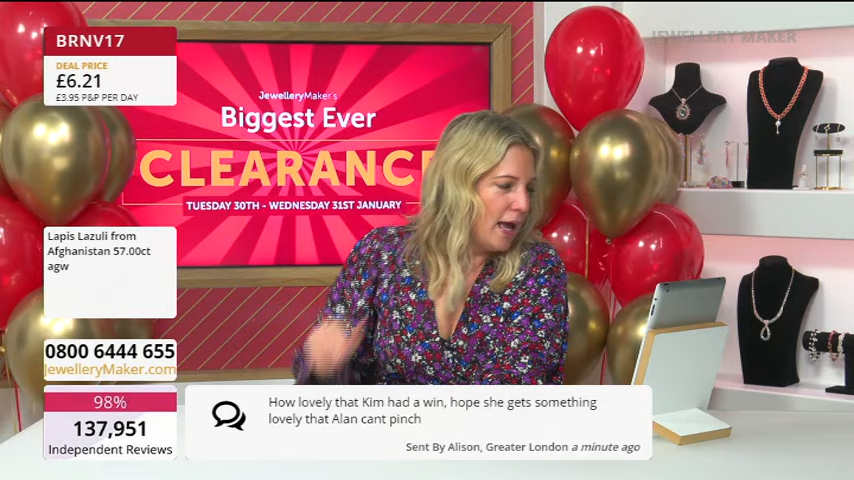 JEWELLERY MAKER
BRNV17
DEAL PRICE
£6.21
£3.95 P&P PER DAY
JewelleryMaker's
Biggest Ever
CLEARANCE
TUESDAY 30TH - WEDNESDAY 31ST JANUARY
Lapis Lazuli from
Afghanistan 57.00ct
agw
0800 6444 655
JewelleryMaker.com
98%
137,951
Independent Reviews
How lovely that Kim had a win, hope she gets something
lovely that Alan cant pinch
Sent By Alison, Greater London a minute ago